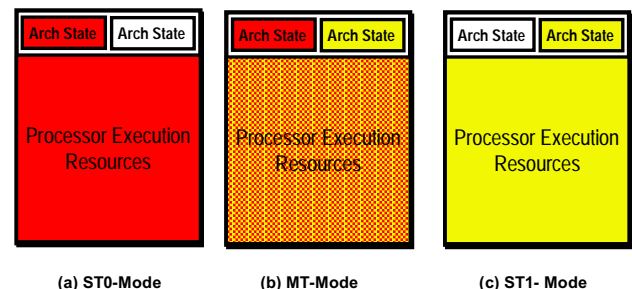 Arch State Arch State
Processor Execution
Resources
(a) ST0-Mode
Arch State Arch State
Processor Execution
Resources
(b) MT-Mode
Arch State Arch State
Processor Execution
Resources
(c) ST1- Mode